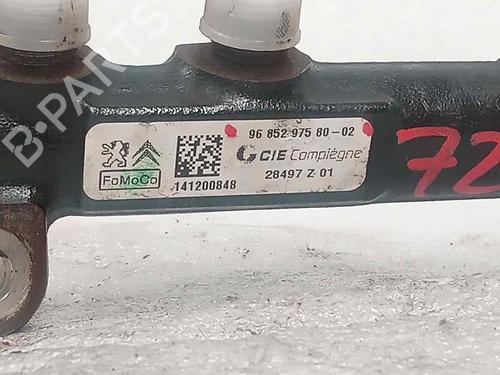 96 852 975 80-02
CIE Compiègne
FoMoCo
141200848
28497 Z 01
72
B-PARTS